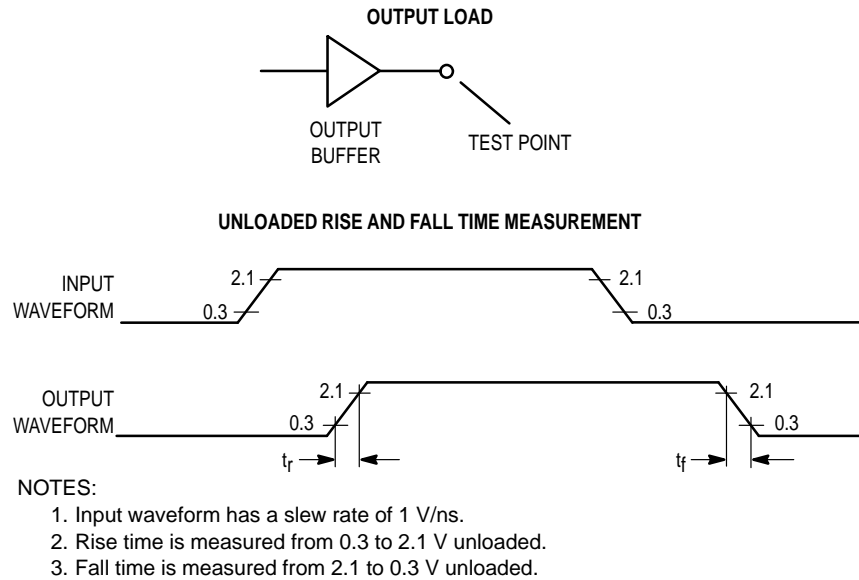 OUTPUT LOAD
OUTPUT
BUFFER
TEST POINT
UNLOADED RISE AND FALL TIME MEASUREMENT
INPUT
WAVEFORM
2.1
0.3
2.1
0.3
OUTPUT
WAVEFORM
2.1
0.3
2.1
0.3
tr
tf
NOTES:
1. Input waveform has a slew rate of 1 V/ns.
2. Rise time is measured from 0.3 to 2.1 V unloaded.
3. Fall time is measured from 2.1 to 0.3 V unloaded.